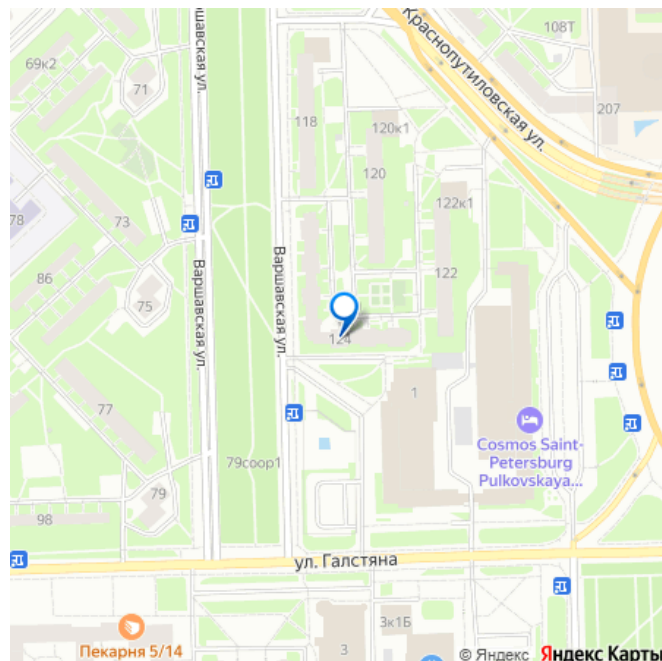 Краснопутиловская ул.
108Т
69к2
71
207
118
120к1
120
Варшавская ул.
122к1
78
73
86
Варшавская ул.
Варшавская ул.
122
75
124
77
1
Cosmos Saint-
Petersburg
Pulkovskaya...
79соор1
79
98
ул. Галстяна
3к1Б
3
Пекарня 5/14
© Яндекс Яндекс Карты